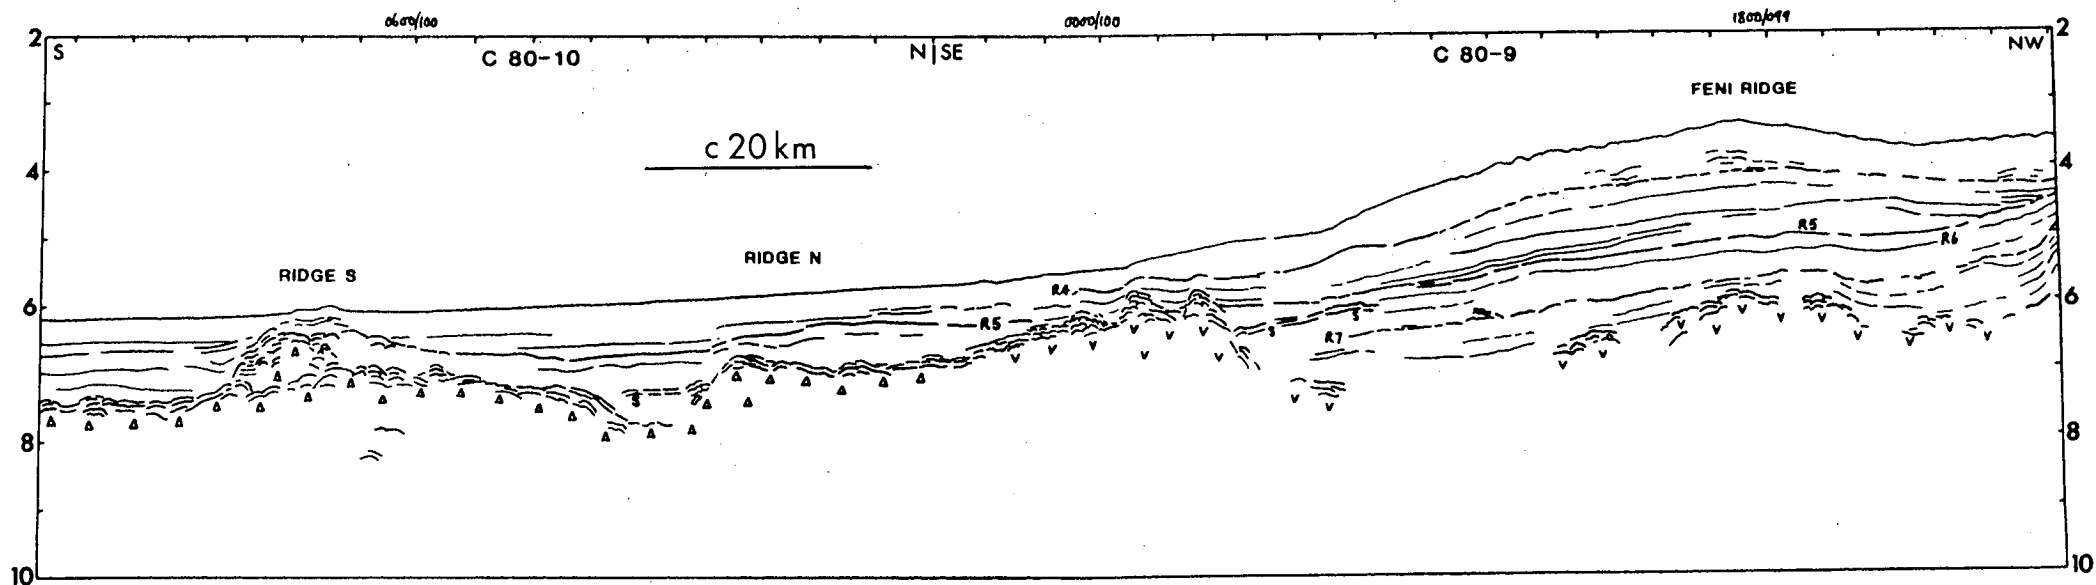 0600/100 0000/100 1800/099
2 2
S C 80-10 N|SE C 80-9 NW
FENI RIDGE
c 20 km
4 4
RIDGE S RIDGE N R5 R6
6 R4 6
R5 S S
R7
S
8 8
10 10